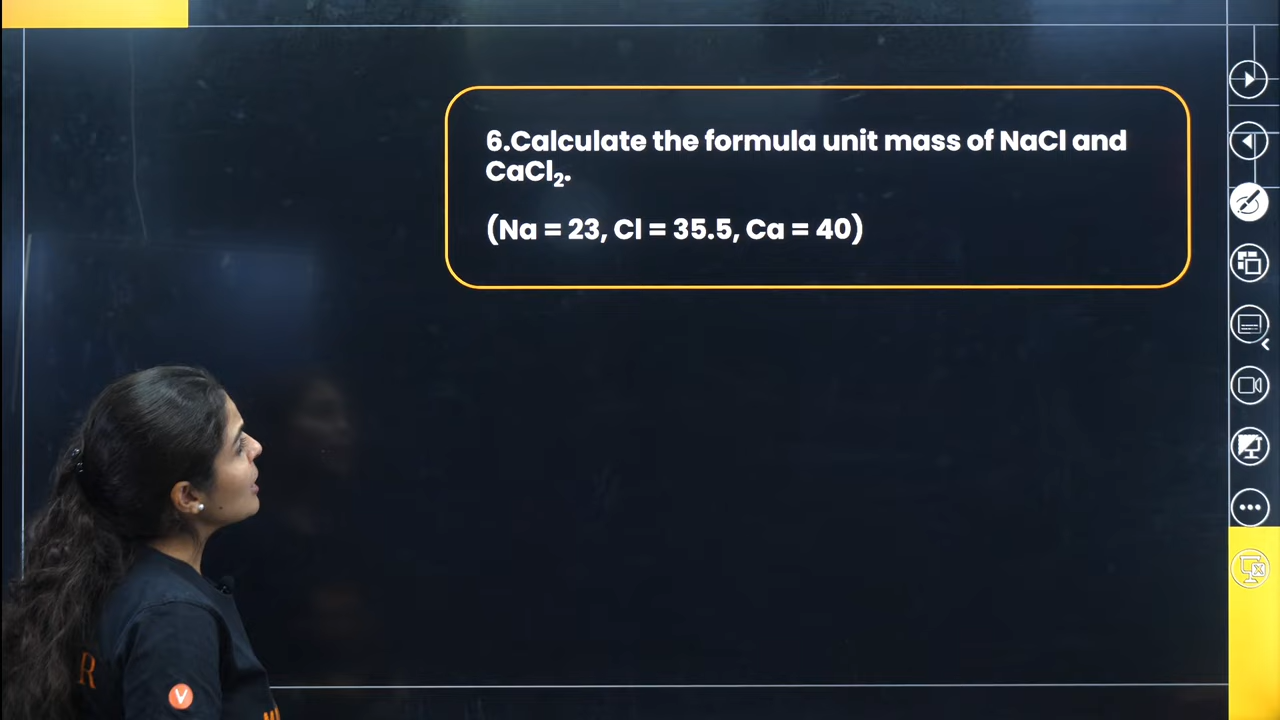 6.Calculate the formula unit mass of NaCl and
CaCl₂.
(Na = 23, Cl = 35.5, Ca = 40)
R
V